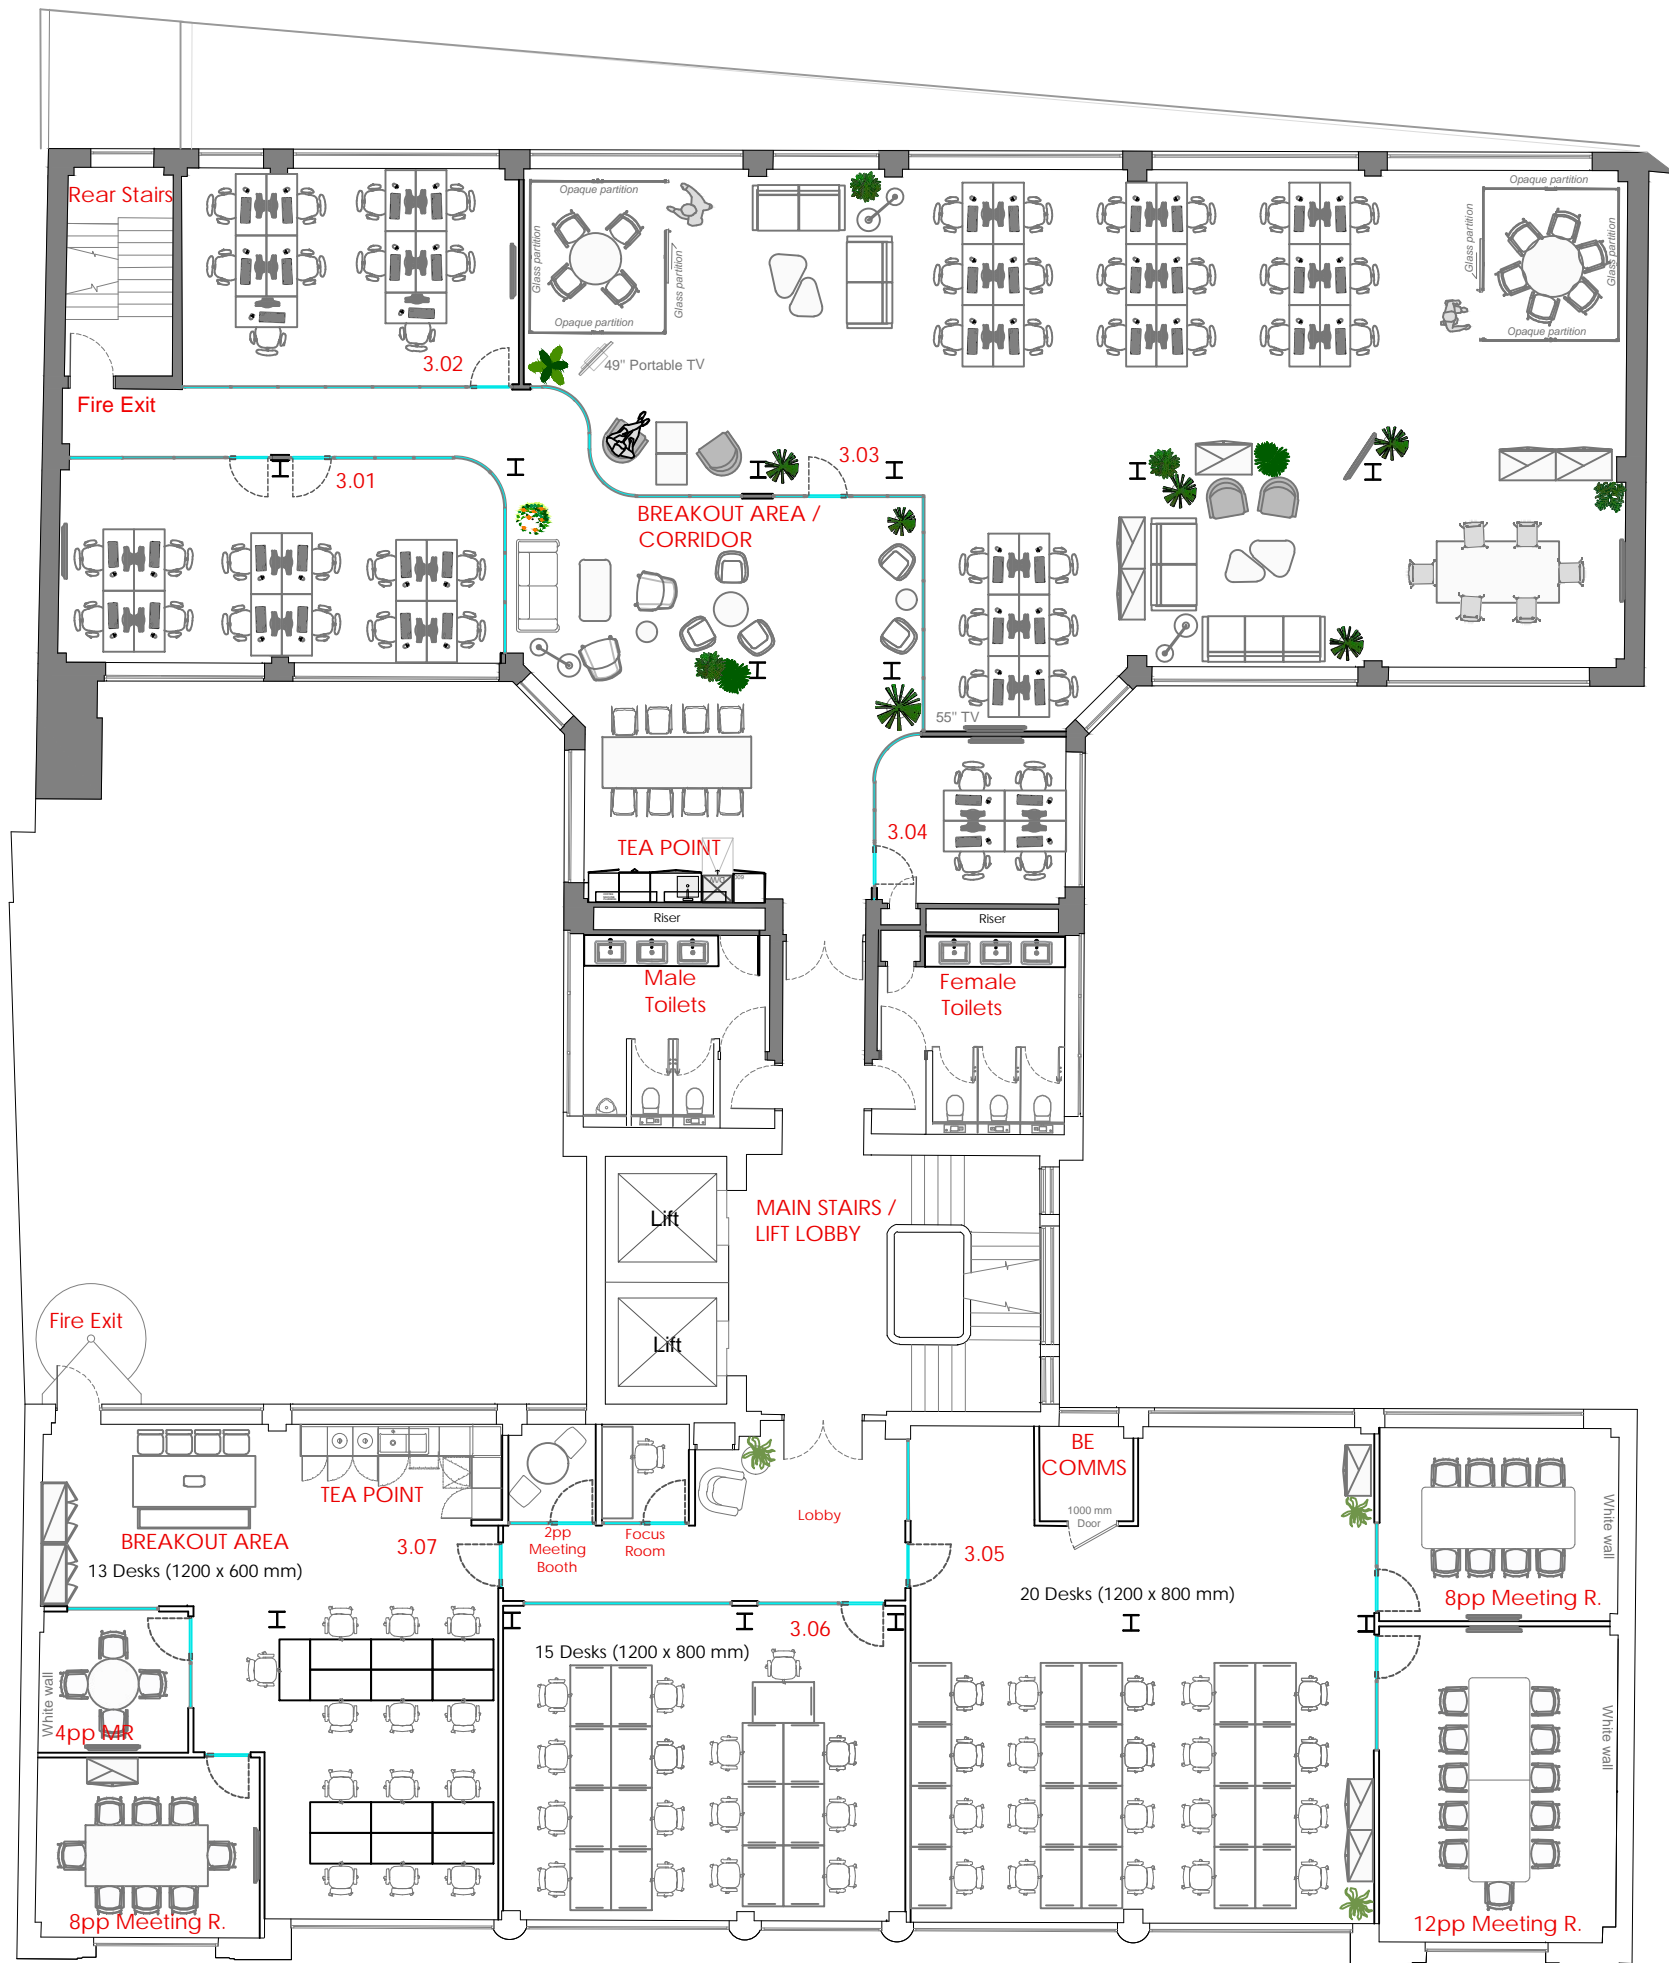 Rear Stairs
Opaque partition
Glass partition
Glass partition
Opaque partition
Opaque partition
Glass partition
Glass partition
Opaque partition
3.02
49" Portable TV
Fire Exit
3.01
3.03
BREAKOUT AREA /
CORRIDOR
55" TV
3.04
TEA POINT
Riser
Riser
Male
Toilets
Female
Toilets
Lift
MAIN STAIRS /
LIFT LOBBY
Lift
Fire Exit
BE
COMMS
1000 mm
Door
TEA POINT
BREAKOUT AREA
13 Desks (1200 x 600 mm)
3.07
2pp
Meeting
Booth
Focus
Room
Lobby
3.05
20 Desks (1200 x 800 mm)
White wall
8pp Meeting R.
3.06
15 Desks (1200 x 800 mm)
White wall
4pp MR
White wall
8pp Meeting R.
12pp Meeting R.